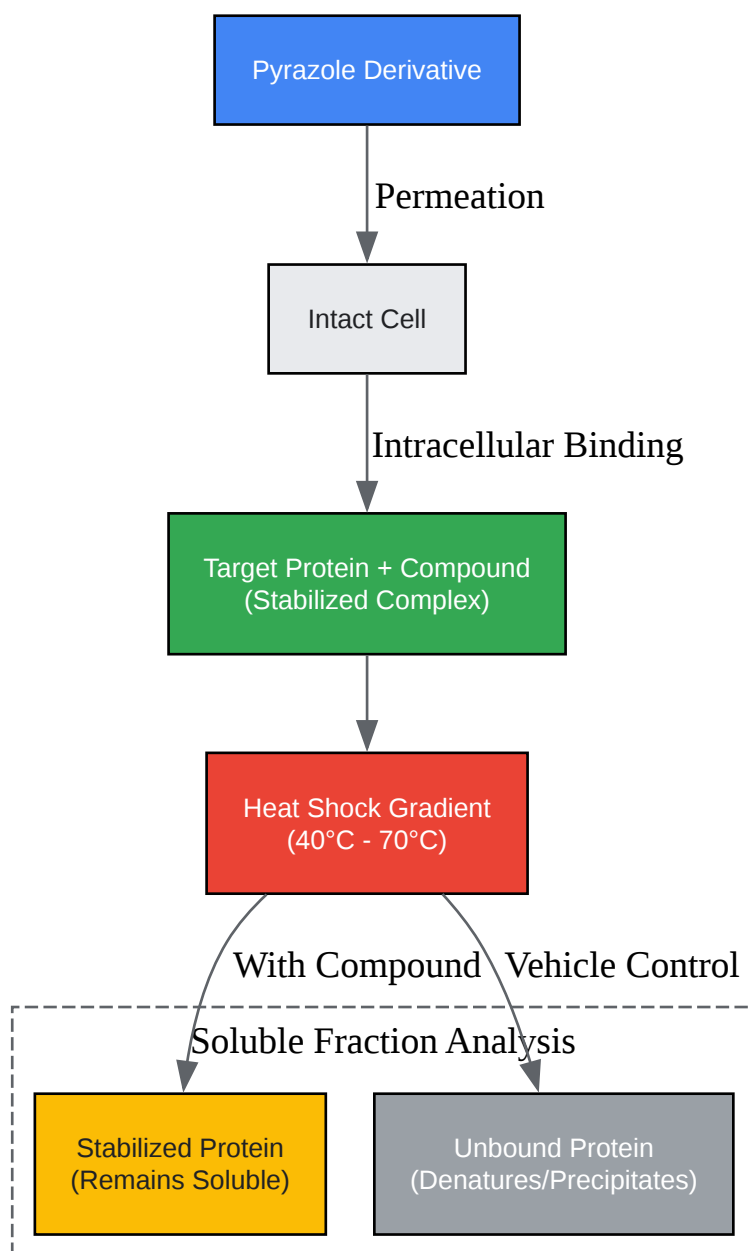 Pyrazole Derivative
Permeation
Intact Cell
Intracellular Binding
Target Protein + Compound
(Stabilized Complex)
Heat Shock Gradient
(40°C - 70°C)
With Compound
Vehicle Control
Soluble Fraction Analysis
Stabilized Protein
(Remains Soluble)
Unbound Protein
(Denatures/Precipitates)